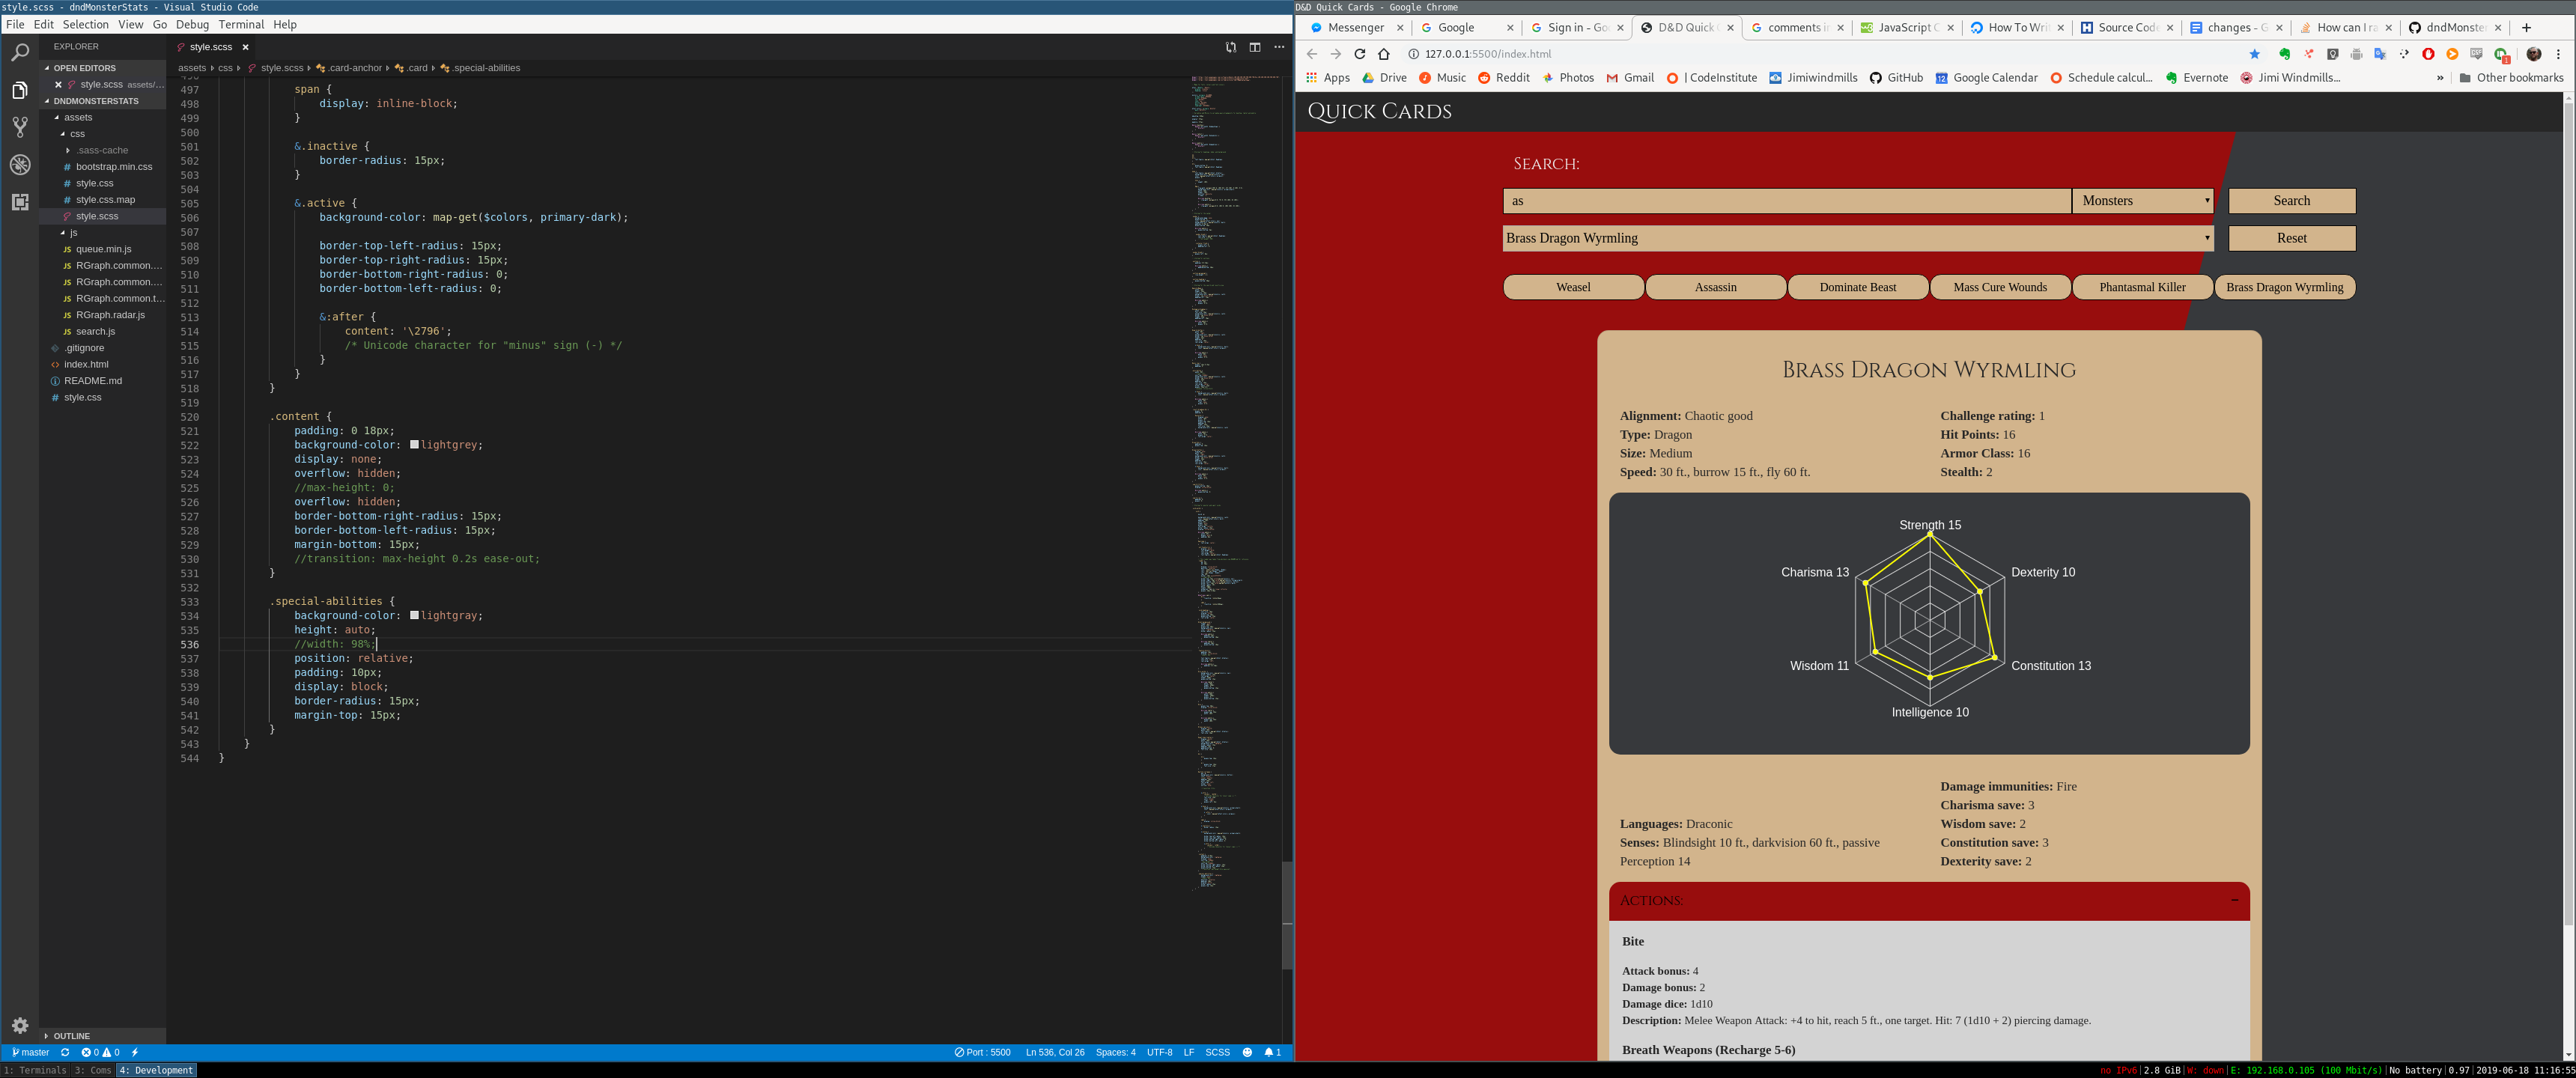 style.scss - dndMonsterStats - Visual Studio Code
File Edit Selection View Go Debug Terminal Help
EXPLORER
OPEN EDITORS
style.scss assets/...
DNDMONSTERSTATS
assets
css
.sass-cache
bootstrap.min.css
style.css
style.css.map
style.scss
js
queue.min.js
RGraph.common....
RGraph.common....
RGraph.common.t...
RGraph.radar.js
search.js
.gitignore
index.html
README.md
style.css
OUTLINE
style.scss
assets css style.scss .card-anchor .card .special-abilities
497 span {
498 display: inline-block;
499 }
500
501 &.inactive {
502 border-radius: 15px;
503 }
504
505 &.active {
506 background-color: map-get($colors, primary-dark);
507
508 border-top-left-radius: 15px;
509 border-top-right-radius: 15px;
510 border-bottom-right-radius: 0;
511 border-bottom-left-radius: 0;
512
513 &:after {
514 content: '\2796';
515 /* Unicode character for "minus" sign (-) */
516 }
517 }
518 }
519
520 .content {
521 padding: 0 18px;
522 background-color: lightgrey;
523 display: none;
524 overflow: hidden;
525 //max-height: 0;
526 overflow: hidden;
527 border-bottom-right-radius: 15px;
528 border-bottom-left-radius: 15px;
529 margin-bottom: 15px;
530 //transition: max-height 0.2s ease-out;
531 }
532
533 .special-abilities {
534 background-color: lightgray;
535 height: auto;
536 //width: 98%;
537 position: relative;
538 padding: 10px;
539 display: block;
540 border-radius: 15px;
541 margin-top: 15px;
542 }
543 }
544 }
master 0 0 Port : 5500 Ln 536, Col 26 Spaces: 4 UTF-8 LF SCSS 1
D&D Quick Cards - Google Chrome
Messenger Google Sign in - Go D&D Quick C comments i JavaScript C How To Writ Source Code changes - G How can I ra dndMonster
127.0.0.1:5500/index.html
Apps Drive Music Reddit Photos Gmail | CodeInstitute Jimiwindmills GitHub Google Calendar Schedule calcul... Evernote Jimi Windmills... » Other bookmarks
Quick Cards
Search:
as Monsters Search
Brass Dragon Wyrmling Reset
Weasel Assassin Dominate Beast Mass Cure Wounds Phantasmal Killer Brass Dragon Wyrmling
Brass Dragon Wyrmling
Alignment: Chaotic good
Type: Dragon
Size: Medium
Speed: 30 ft., burrow 15 ft., fly 60 ft.
Challenge rating: 1
Hit Points: 16
Armor Class: 16
Stealth: 2
Strength 15
Charisma 13 Dexterity 10
Wisdom 11 Constitution 13
Intelligence 10
Languages: Draconic
Senses: Blindsight 10 ft., darkvision 60 ft., passive
Perception 14
Damage immunities: Fire
Charisma save: 3
Wisdom save: 2
Constitution save: 3
Dexterity save: 2
Actions: −
Bite
Attack bonus: 4
Damage bonus: 2
Damage dice: 1d10
Description: Melee Weapon Attack: +4 to hit, reach 5 ft., one target. Hit: 7 (1d10 + 2) piercing damage.
Breath Weapons (Recharge 5-6)
1: Terminals 3: Coms 4: Development
no IPv6|2.8 GiB|W: down|E: 192.168.0.105 (100 Mbit/s)|No battery|0.97|2019-06-18 11:16:5